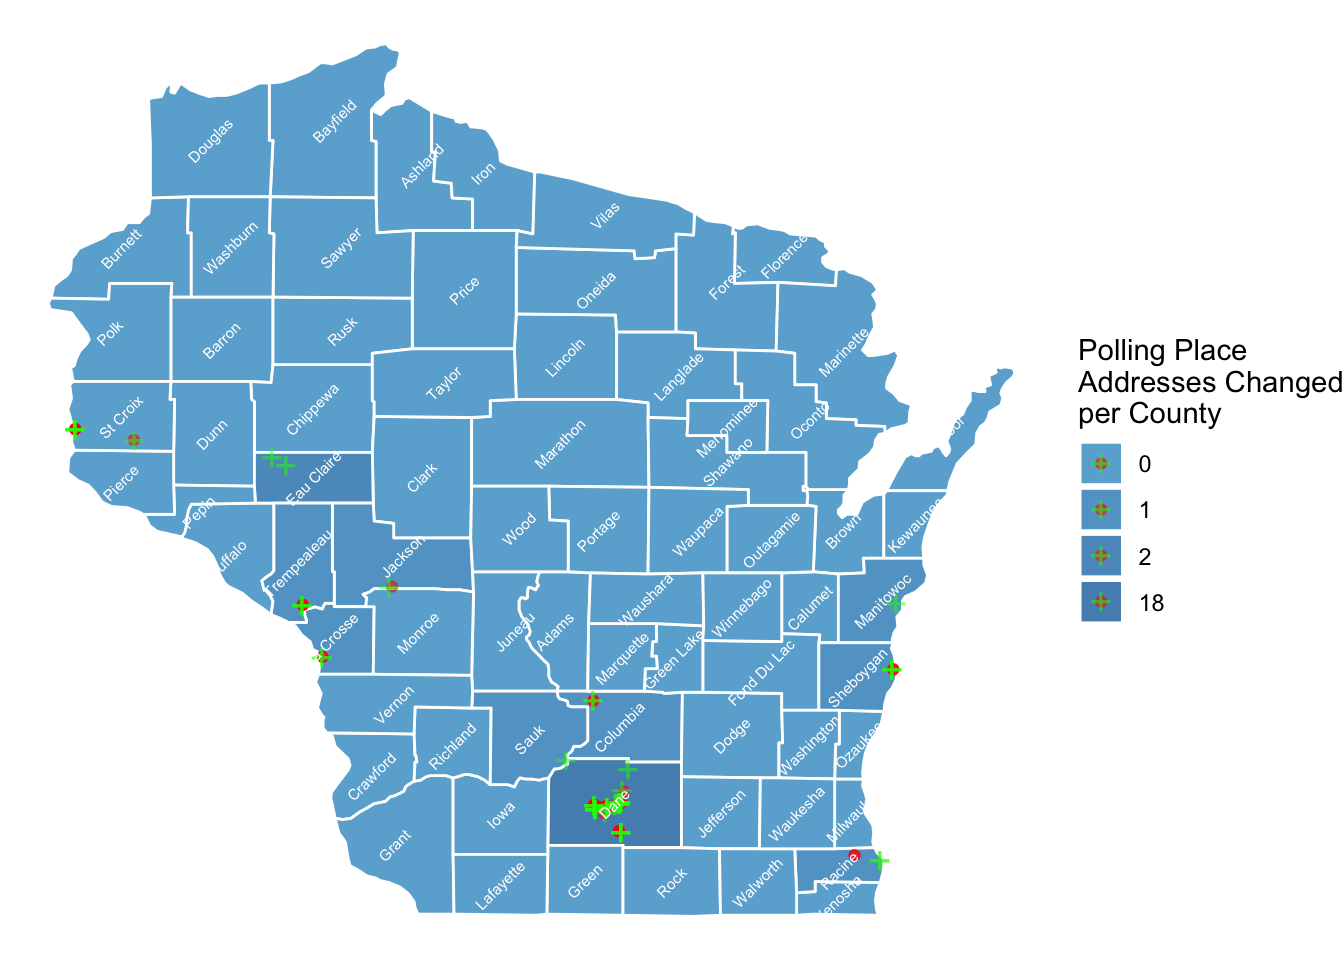 Bayfield
Douglas
Ashland
Iron
Vilas
Burnett
Washburn
Sawyer
Florence
Forest
Price
Oneida
Polk
Barron
Rusk
Polling Place
Addresses Changed
per County
0
1
2
18
Lincoln
Marinette
Langlade
Taylor
St Croix
Chippewa
Dunn
Marathon
Menominee
Oconto
Shawano
Eau Claire
Clark
Pierce
Pepin
Wood
Portage
Waupaca
Outagamie
Brown
Kewaunee
uffalo
Trempealeau
Jackson
Waushara
Winnebago
Calumet
Manitowoc
Crosse
Monroe
Juneau
Adams
Marquette
Green Lake
Fond Du Lac
Sheboygan
Vernon
Richland
Sauk
Columbia
Dodge
Washington
Ozaukee
Crawford
Iowa
Dane
Jefferson
Waukesha
Milwauk
Grant
Lafayette
Green
Rock
Walworth
Racine
Kenosha